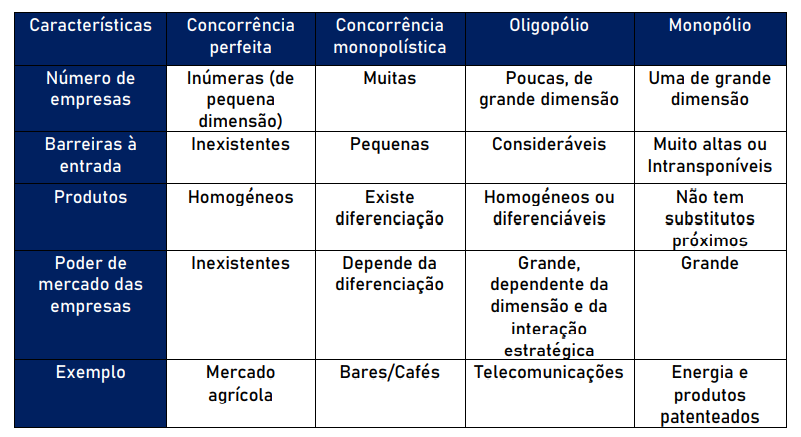 Características
Concorrência
perfeita
Concorrência
monopolística
Oligopólio
Monopólio
Número de
empresas
Inúmeras (de
pequena
dimensão)
Muitas
Poucas, de
grande dimensão
Uma de grande
dimensão
Barreiras à
entrada
Inexistentes
Pequenas
Consideráveis
Muito altas ou
Intransponíveis
Produtos
Homogéneos
Existe
diferenciação
Homogéneos ou
diferenciáveis
Não tem
substitutos
próximos
Poder de
mercado das
empresas
Inexistentes
Depende da
diferenciação
Grande,
dependente da
dimensão e da
interação
estratégica
Grande
Exemplo
Mercado
agrícola
Bares/Cafés
Telecomunicações
Energia e
produtos
patenteados